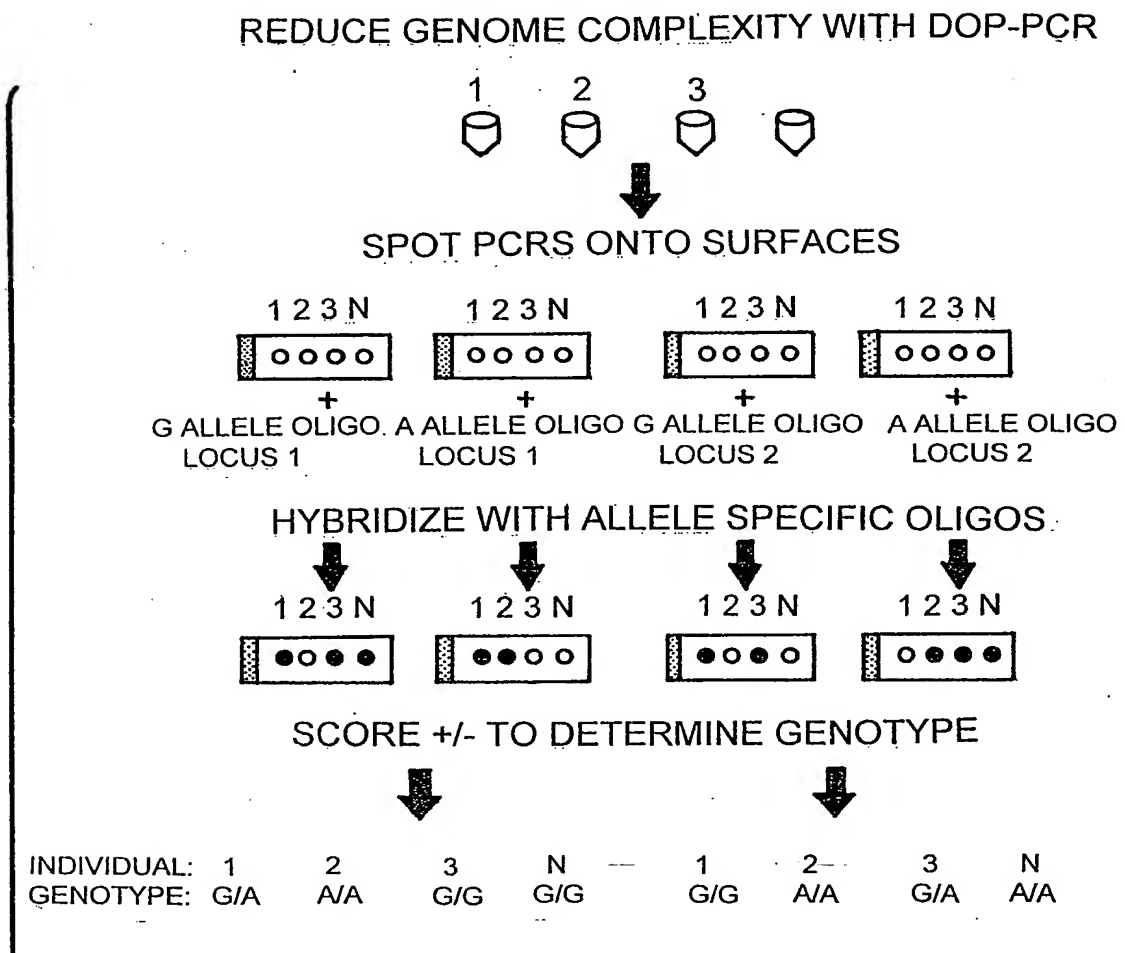 REDUCE GENOME COMPLEXITY WITH DOP-PCR
1 2 3
SPOT PCRS ONTO SURFACES
1 2 3 N 1 2 3 N 1 2 3 N 1 2 3 N
+ + + +
G ALLELE OLIGO. A ALLELE OLIGO G ALLELE OLIGO A ALLELE OLIGO
LOCUS 1 LOCUS 1 LOCUS 2 LOCUS 2
HYBRIDIZE WITH ALLELE SPECIFIC OLIGOS
1 2 3 N 1 2 3 N 1 2 3 N 1 2 3 N
SCORE +/- TO DETERMINE GENOTYPE
INDIVIDUAL: 1 2 3 N 1 2 3 N
GENOTYPE: G/A A/A G/G G/G G/G A/A G/A A/A